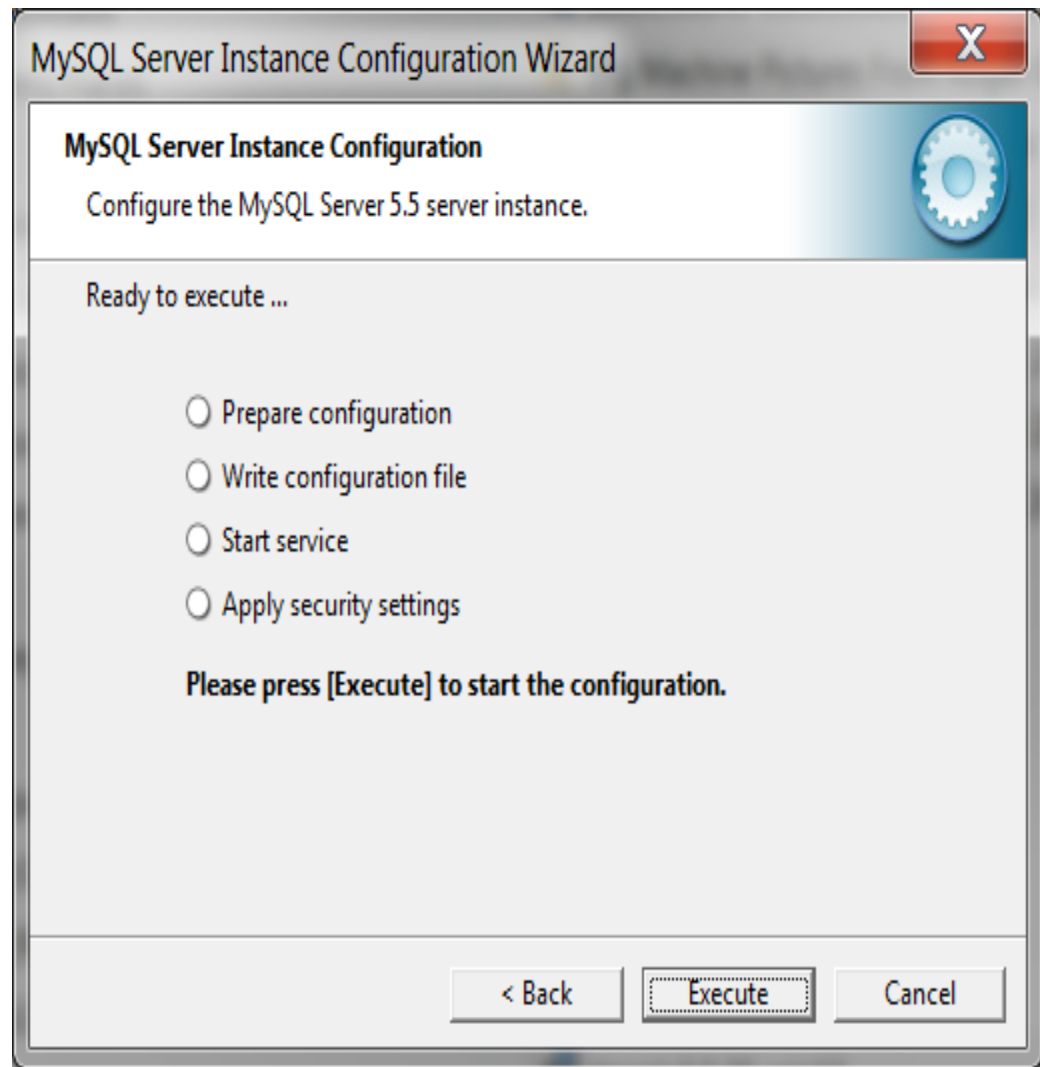 MySQL Server Instance Configuration Wizard
X
MySQL Server Instance Configuration
Configure the MySQL Server 5.5 server instance.
Ready to execute ...
Prepare configuration
Write configuration file
Start service
Apply security settings
Please press [Execute] to start the configuration.
< Back
Execute
Cancel